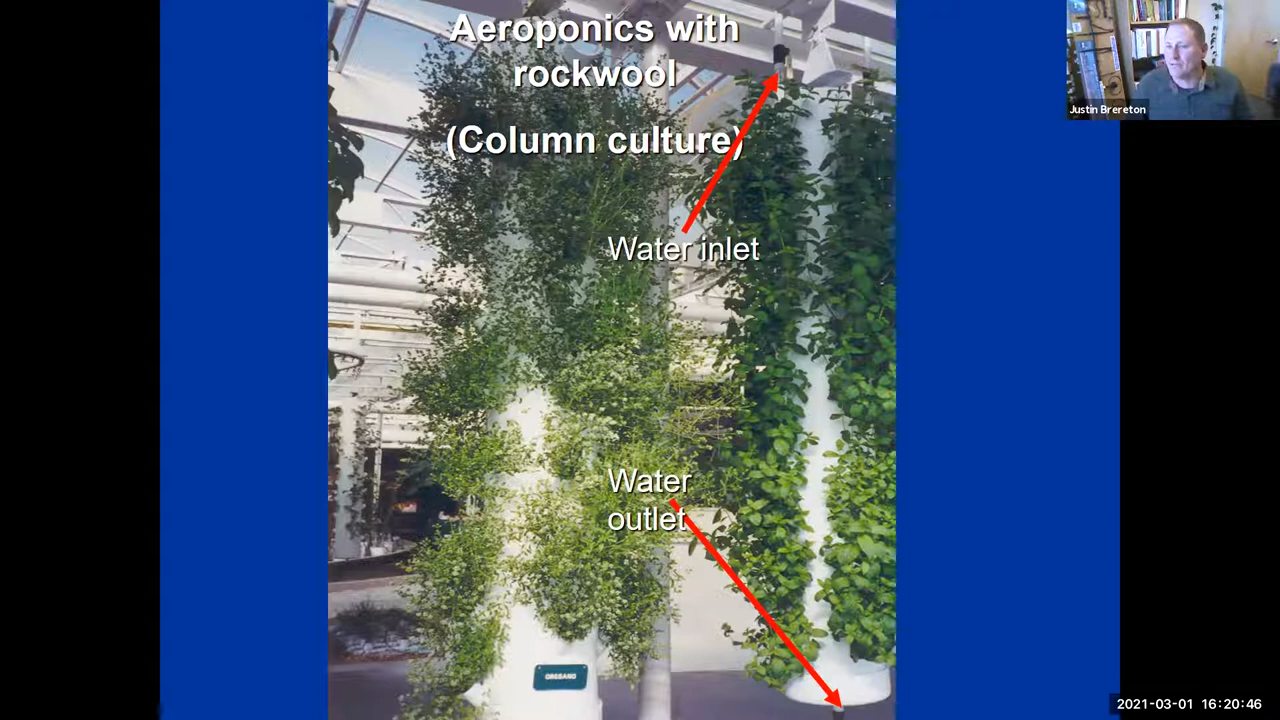 Aeroponics with
rockwool
(Column culture)
Justin Brereton
Water inlet
Water
outlet
OREGANO
2021-03-01 16:20:46